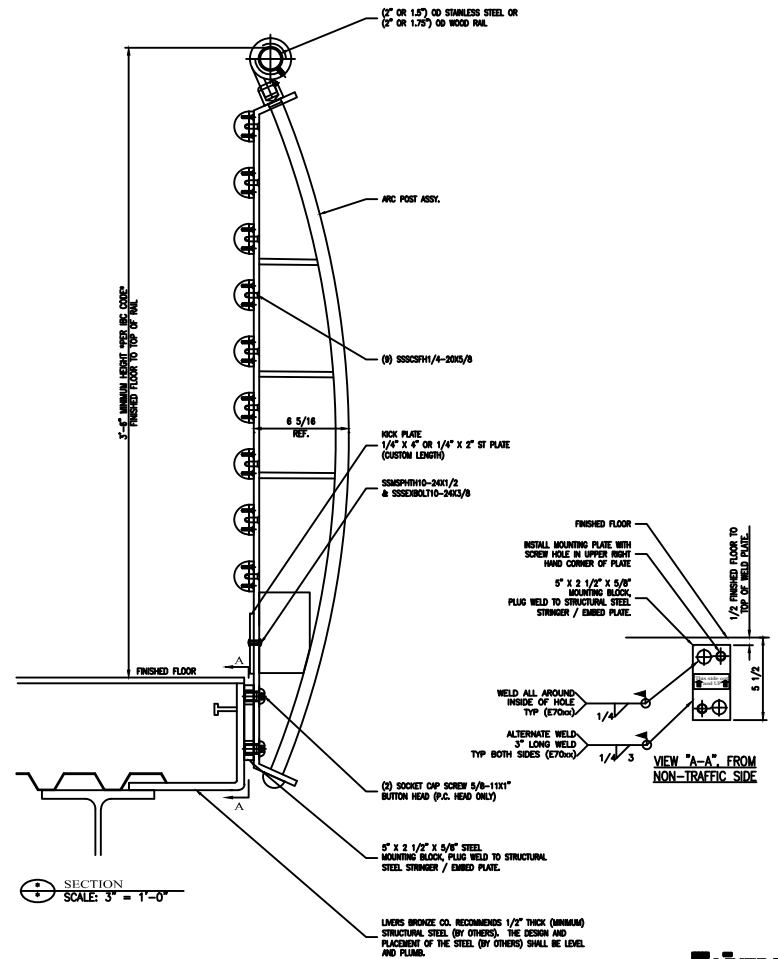 (2" OR 1.5") OD STAINLESS STEEL OR
(2" OR 1.75") OD WOOD RAIL
ARC POST ASSY.
3'-6" MINIMUM HEIGHT *PER IBC CODE*
FINISHED FLOOR TO TOP OF RAIL
(9) SSSCSFH1/4-20X5/8
6 5/16
REF.
KICK PLATE
1/4" X 4" OR 1/4" X 2" ST PLATE
(CUSTOM LENGTH)
SSMSPHTH10-24X1/2
& SSSEXBOLT10-24X3/8
FINISHED FLOOR
INSTALL MOUNTING PLATE WITH
SCREW HOLE IN UPPER RIGHT
HAND CORNER OF PLATE
5" X 2 1/2" X 5/8"
MOUNTING BLOCK,
PLUG WELD TO STRUCTURAL STEEL
STRINGER / EMBED PLATE.
1/2 FINISHED FLOOR TO
TOP OF WELD PLATE.
5 1/2
This side out
WELD ALL AROUND
INSIDE OF HOLE
TYP (E70xx)
1/4
ALTERNATE WELD
3" LONG WELD
TYP BOTH SIDES (E70xx)
1/4 3
VIEW "A-A", FROM
NON-TRAFFIC SIDE
A
FINISHED FLOOR
A
(2) SOCKET CAP SCREW 5/8-11X1"
BUTTON HEAD (P.C. HEAD ONLY)
5" X 2 1/2" X 5/8" STEEL
MOUNTING BLOCK, PLUG WELD TO STRUCTURAL
STEEL STRINGER / EMBED PLATE.
SECTION
SCALE: 3" = 1'-0"
LIVERS BRONZE CO. RECOMMENDS 1/2" THICK (MINIMUM)
STRUCTURAL STEEL (BY OTHERS). THE DESIGN AND
PLACEMENT OF THE STEEL (BY OTHERS) SHALL BE LEVEL
AND PLUMB.